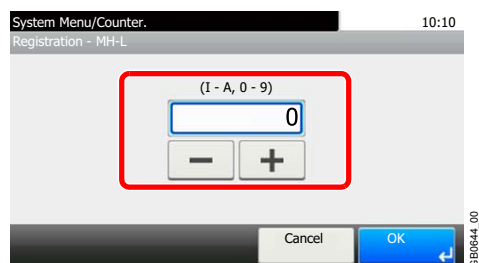 System Menu/Counter.
10:10
Registration - MH-L
(I - A, 0 - 9)
0
− +
Cancel
OK
GB0644_00